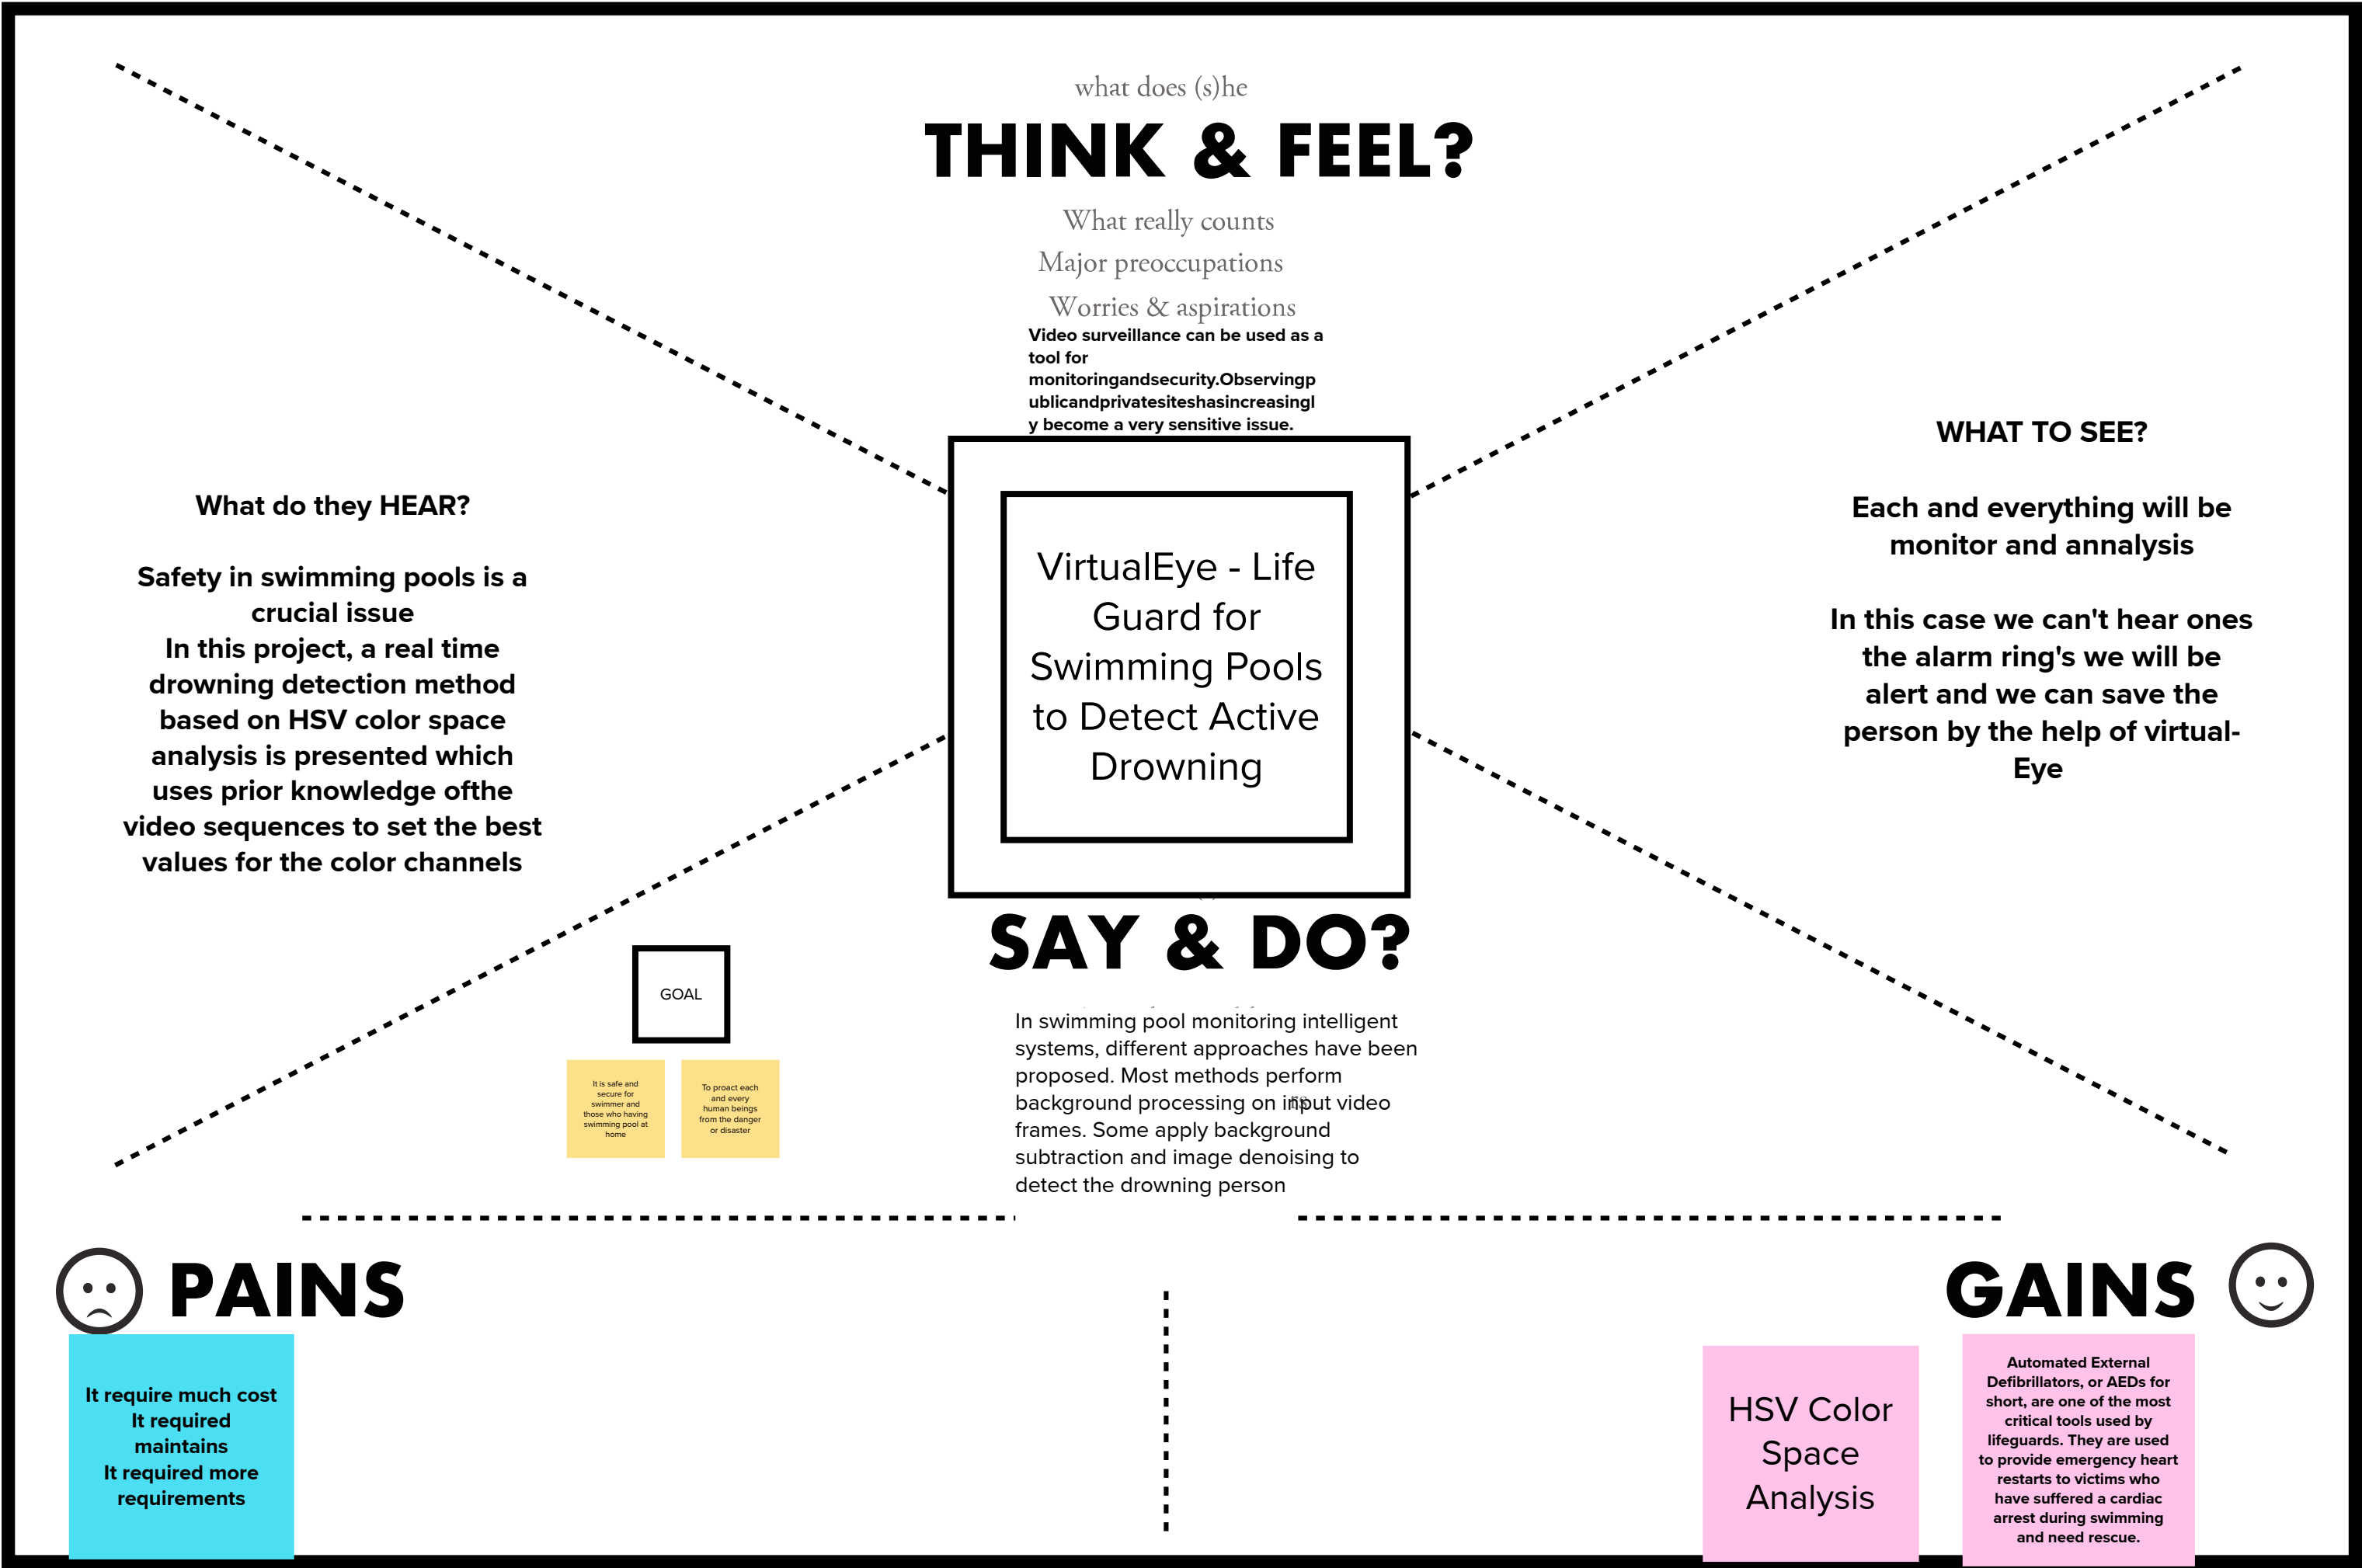 what does (s)he
THINK & FEEL?
What really counts
Major preoccupations
Worries & aspirations
Video surveillance can be used as a
tool for
monitoringandsecurity.Observingp
ublicandprivatesiteshasincreasingl
y become a very sensitive issue.
What do they HEAR?
Safety in swimming pools is a
crucial issue
In this project, a real time
drowning detection method
based on HSV color space
analysis is presented which
uses prior knowledge ofthe
video sequences to set the best
values for the color channels
VirtualEye - Life
Guard for
Swimming Pools
to Detect Active
Drowning
WHAT TO SEE?
Each and everything will be
monitor and annalysis
In this case we can't hear ones
the alarm ring's we will be
alert and we can save the
person by the help of virtual-
Eye
SAY & DO?
In swimming pool monitoring intelligent
systems, different approaches have been
proposed. Most methods perform
background processing on input video
frames. Some apply background
subtraction and image denoising to
detect the drowning person
GOAL
It is safe and
secure for
swimmer and
those who having
swimming pool at
home
To proact each
and every
human beings
from the danger
or disaster
PAINS
It require much cost
It required
maintains
It required more
requirements
GAINS
HSV Color
Space
Analysis
Automated External
Defibrillators, or AEDs for
short, are one of the most
critical tools used by
lifeguards. They are used
to provide emergency heart
restarts to victims who
have suffered a cardiac
arrest during swimming
and need rescue.